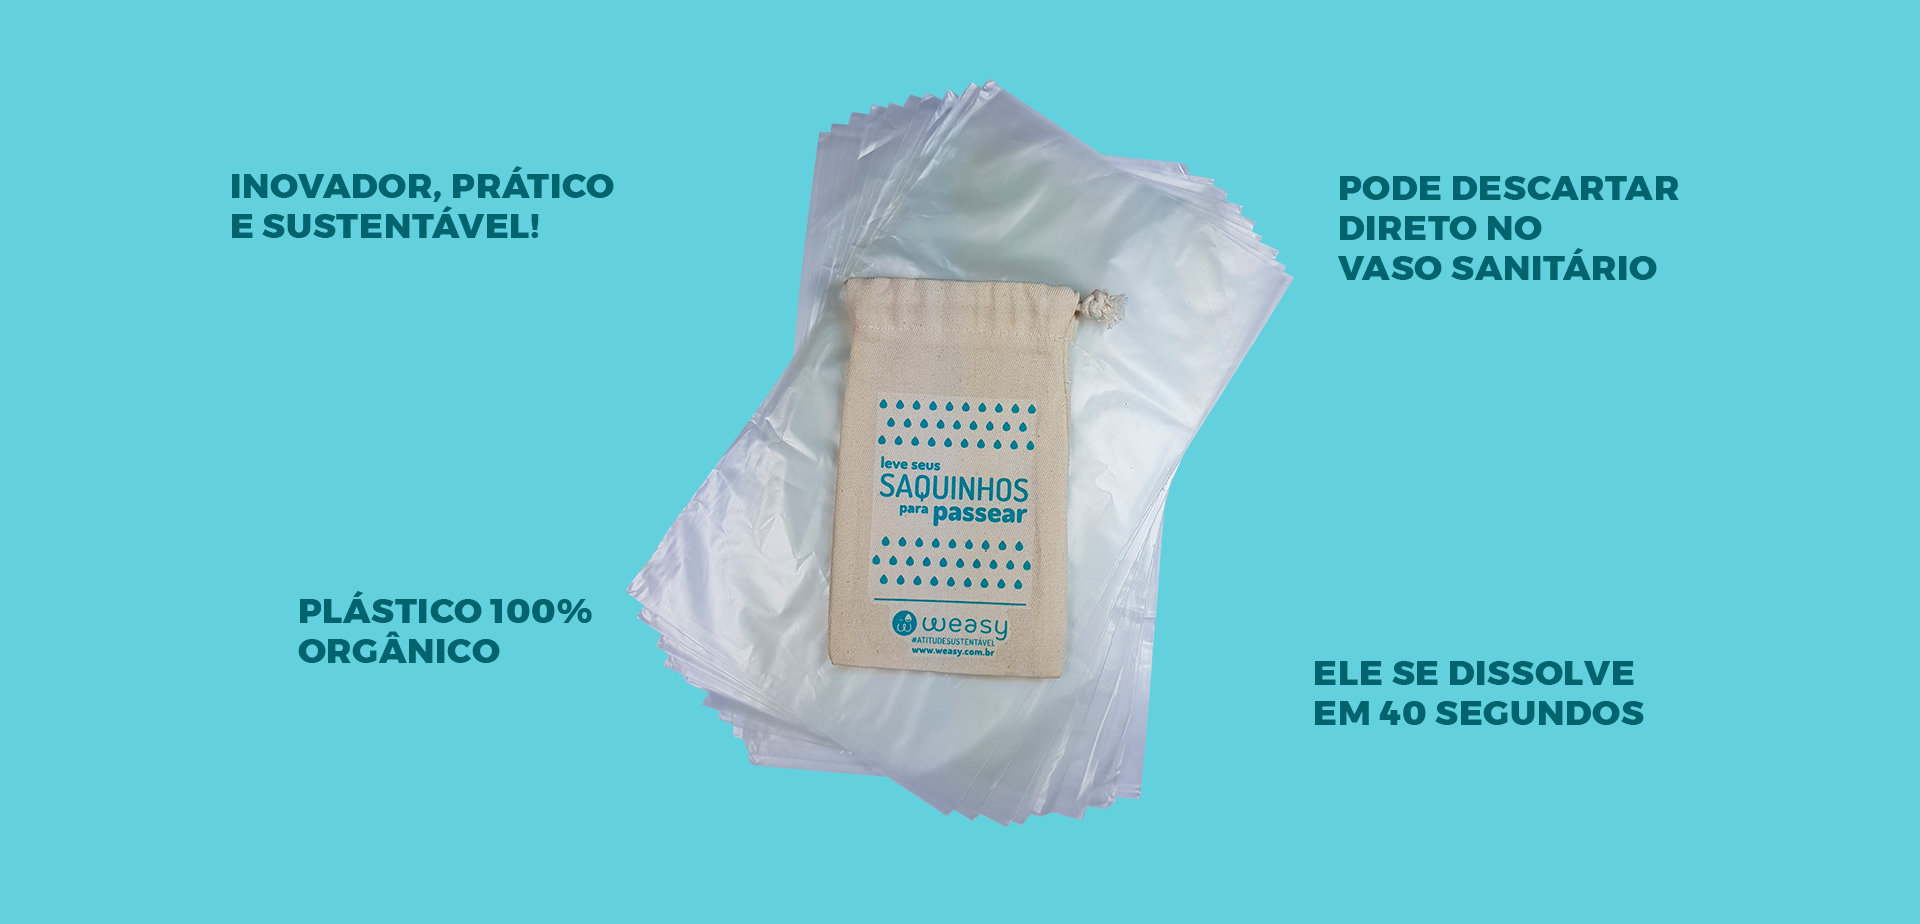 INOVADOR, PRÁTICO
E SUSTENTÁVEL!
PODE DESCARTAR
DIRETO NO
VASO SANITÁRIO
leve seus
SAQUINHOS
para passear
weasy
#ATITUDESUSTENTÁVEL
www.weasy.com.br
PLÁSTICO 100%
ORGÂNICO
ELE SE DISSOLVE
EM 40 SEGUNDOS